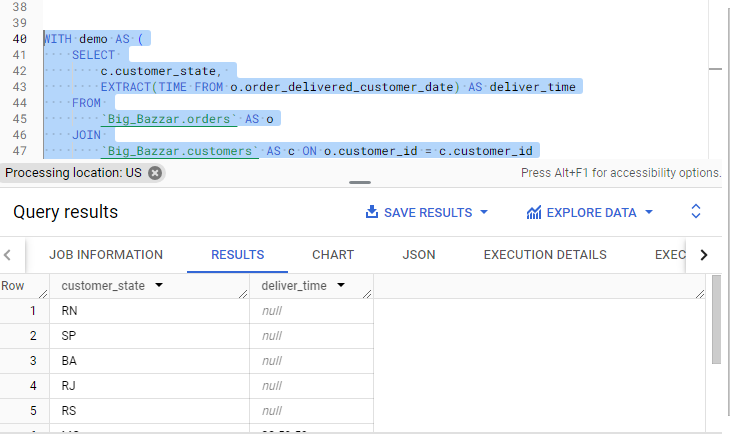 38
39
40 WITH demo AS (
41 SELECT
42 c.customer_state,
43 EXTRACT(TIME FROM o.order_delivered_customer_date) AS deliver_time
44 FROM
45 `Big_Bazzar.orders` AS o
46 JOIN
47 `Big_Bazzar.customers` AS c ON o.customer_id = c.customer_id
Processing location: US Press Alt+F1 for accessibility options.
Query results SAVE RESULTS EXPLORE DATA
JOB INFORMATION RESULTS CHART JSON EXECUTION DETAILS EXEC
Row customer_state deliver_time
1 RN null
2 SP null
3 BA null
4 RJ null
5 RS null